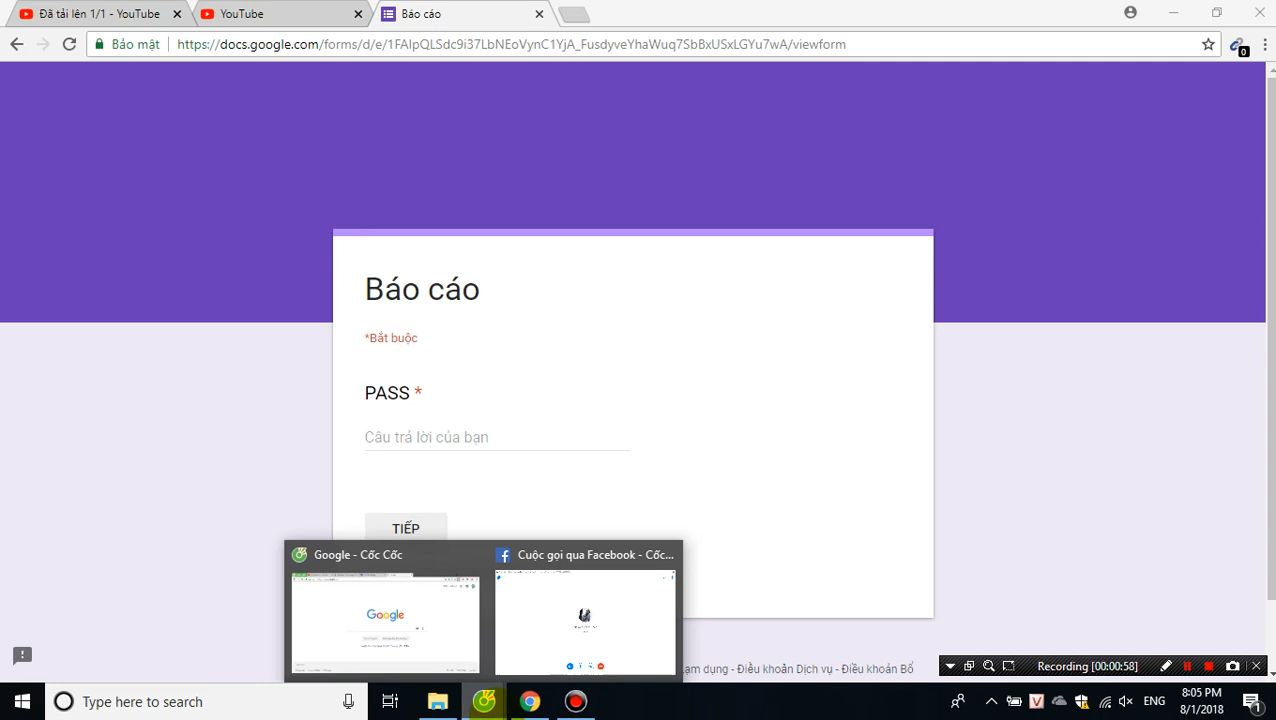 Đã tải lên 1/1 - YouTube
YouTube
Báo cáo
Bảo mật
https://docs.google.com/forms/d/e/1FAIpQLSdc9i37LbNEoVynC1YjA_FusdyveYhaWuq7SbBxUSxLGYu7wA/viewform
0
Báo cáo
*Bắt buộc
PASS *
Câu trả lời của bạn
TIẾP
Google - Cốc Cốc
Cuộc gọi qua Facebook - Cốc...
Google
ạm dụng - Điều khoản Dịch vụ - Điều khoản Bổ
Recording [00:00:58]
Type here to search
ENG
8:05 PM
8/1/2018
1